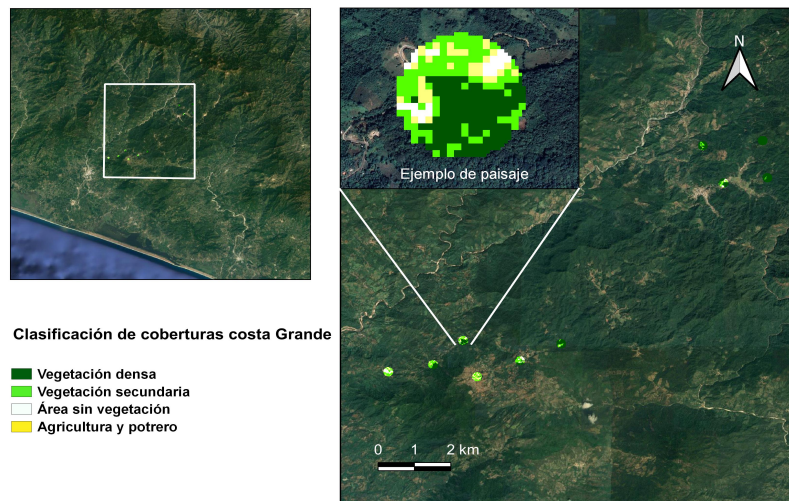 Ejemplo de paisaje
N
Clasificación de coberturas costa Grande
Vegetación densa
Vegetación secundaria
Área sin vegetación
Agricultura y potrero
0 1 2 km